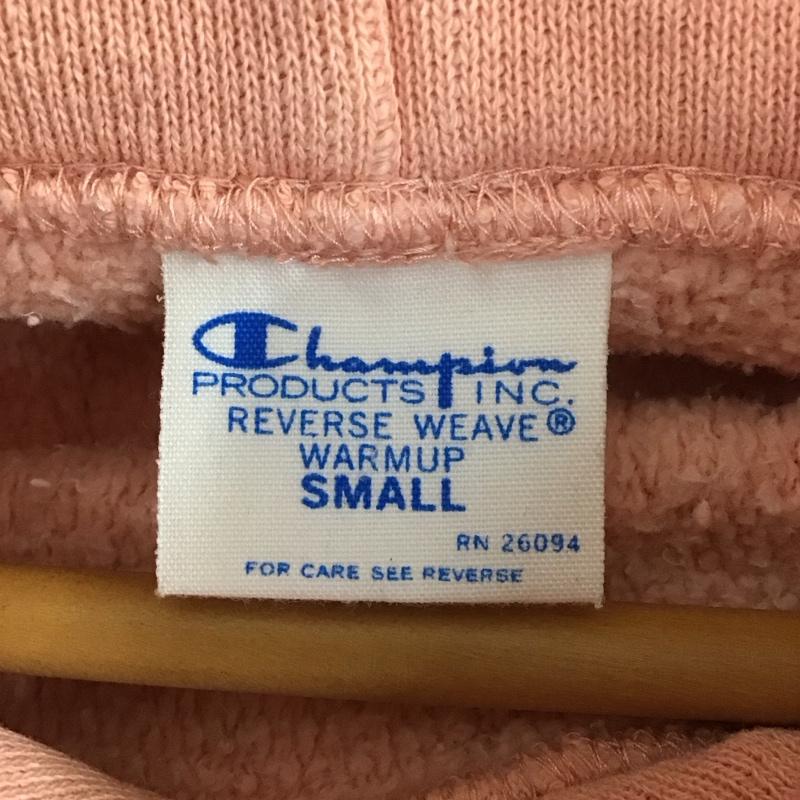 Champion
PRODUCTS INC.
REVERSE WEAVE®
WARMUP
SMALL
RN 26094
FOR CARE SEE REVERSE